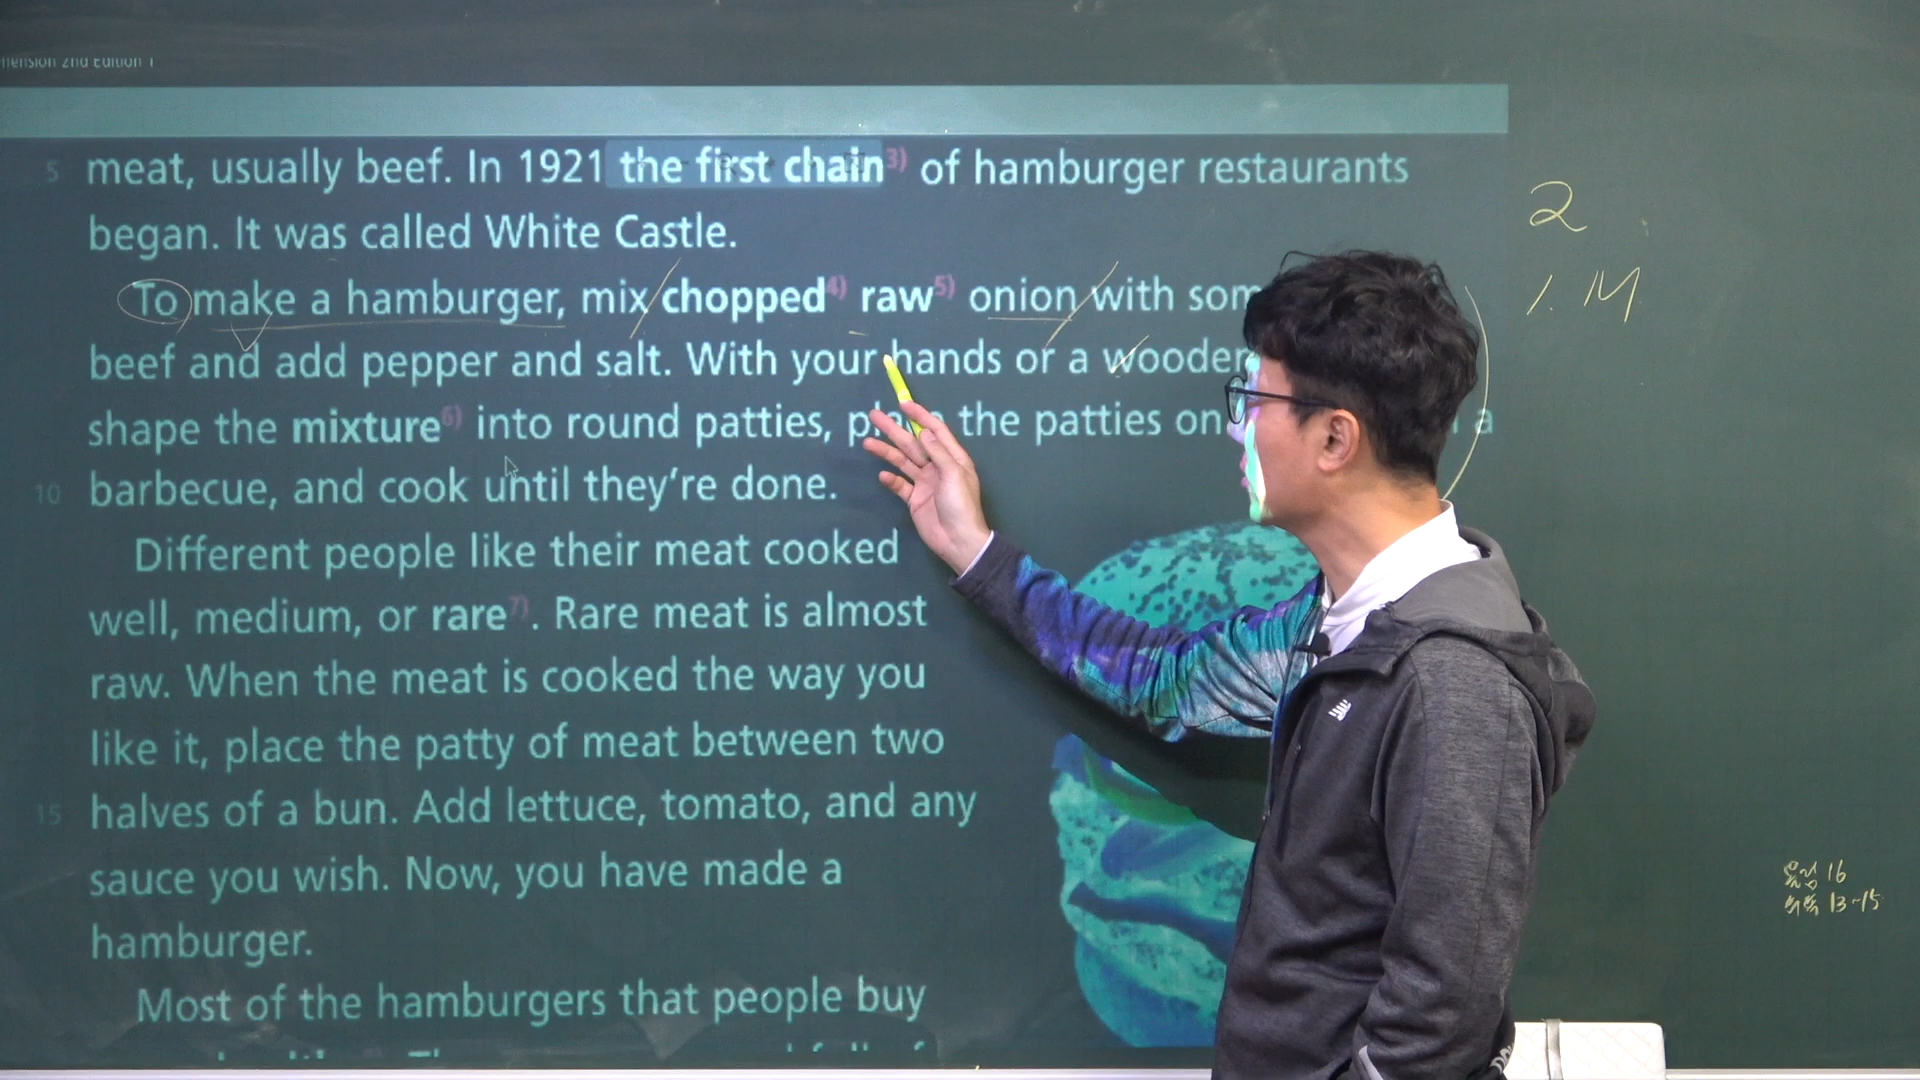 2nd Edition 1
5 meat, usually beef. In 1921 the first chain3) of hamburger restaurants
began. It was called White Castle.
To make a hamburger, mix chopped4) raw5) onion with
beef and add pepper and salt. With your hands or a wooden
shape the mixture6) into round patties, place the patties on a
10 barbecue, and cook until they're done.
Different people like their meat cooked
well, medium, or rare7). Rare meat is almost
raw. When the meat is cooked the way you
like it, place the patty of meat between two
15 halves of a bun. Add lettuce, tomato, and any
sauce you wish. Now, you have made a
hamburger.
Most of the hamburgers that people buy
2
1. M
16
13~15